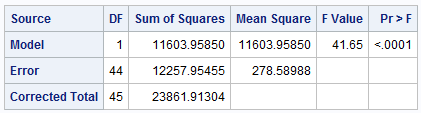 Source DF Sum of Squares Mean Square F Value Pr > F
Model 1 11603.95850 11603.95850 41.65 <.0001
Error 44 12257.95455 278.58988
Corrected Total 45 23861.91304